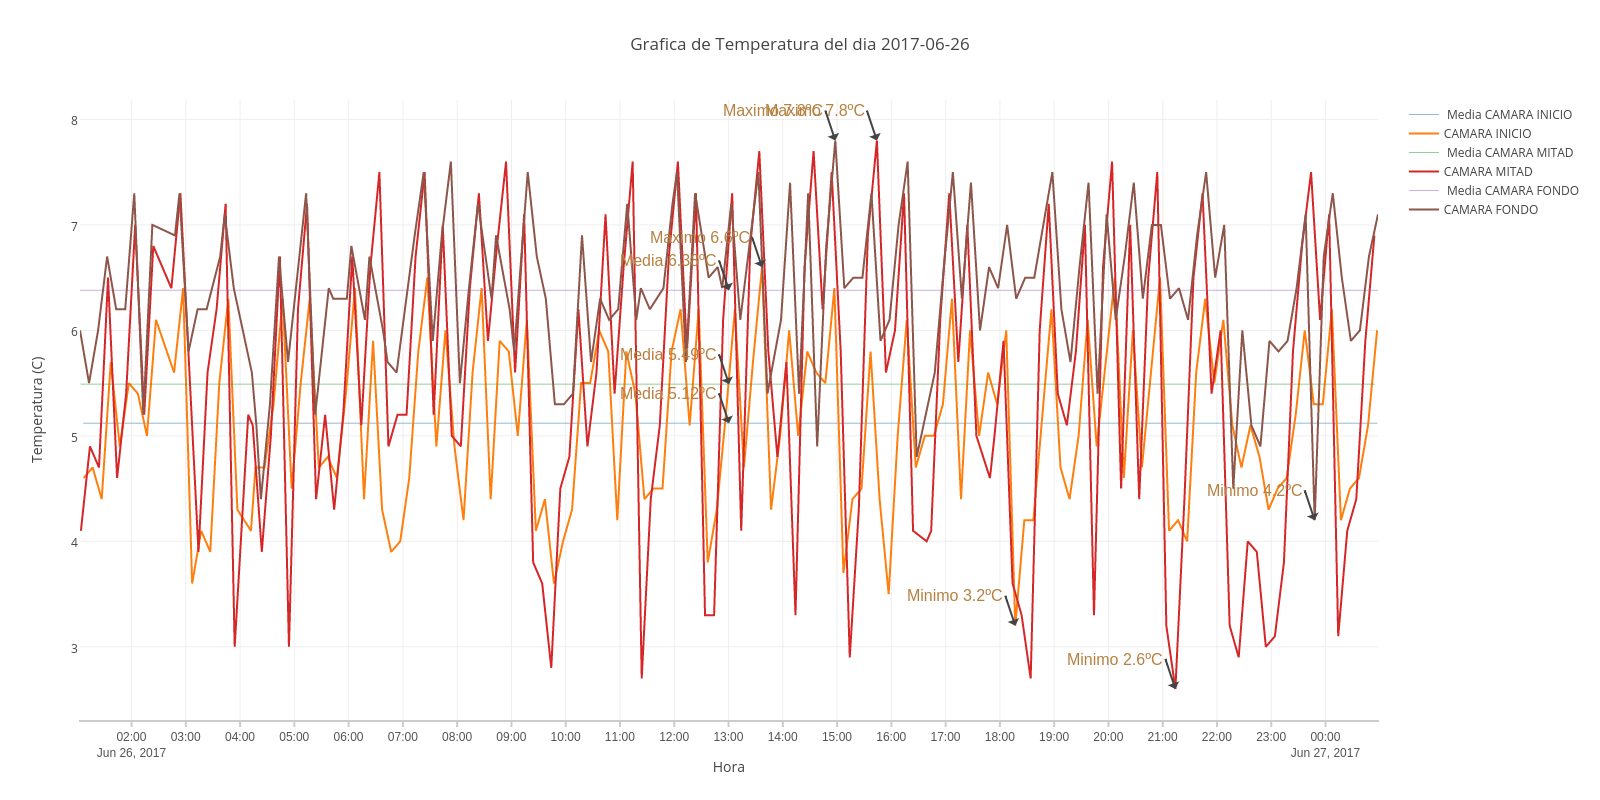 Grafica de Temperatura del dia 2017-06-26
Maximo 7.8ºC
Maximo 7.8ºC
Media CAMARA INICIO
CAMARA INICIO
Media CAMARA MITAD
CAMARA MITAD
Media CAMARA FONDO
CAMARA FONDO
8
7
6
5
4
3
Temperatura (C)
Maximo 6.6ºC
Media 6.38ºC
Media 5.49ºC
Media 5.12ºC
Minimo 4.2ºC
Minimo 3.2ºC
Minimo 2.6ºC
02:00 03:00 04:00 05:00 06:00 07:00 08:00 09:00 10:00 11:00 12:00 13:00 14:00 15:00 16:00 17:00 18:00 19:00 20:00 21:00 22:00 23:00 00:00
Jun 26, 2017 Jun 27, 2017
Hora